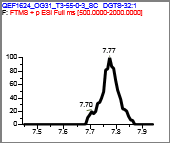 QEF1624_OG31_T3-55-0-3_SC DGT8-32:1
F: FTMS + p ESI Full ms [500.0000-2000.0000]
7.77
100
80
60
40
7.70
20
0
7.5 7.6 7.7 7.8 7.9